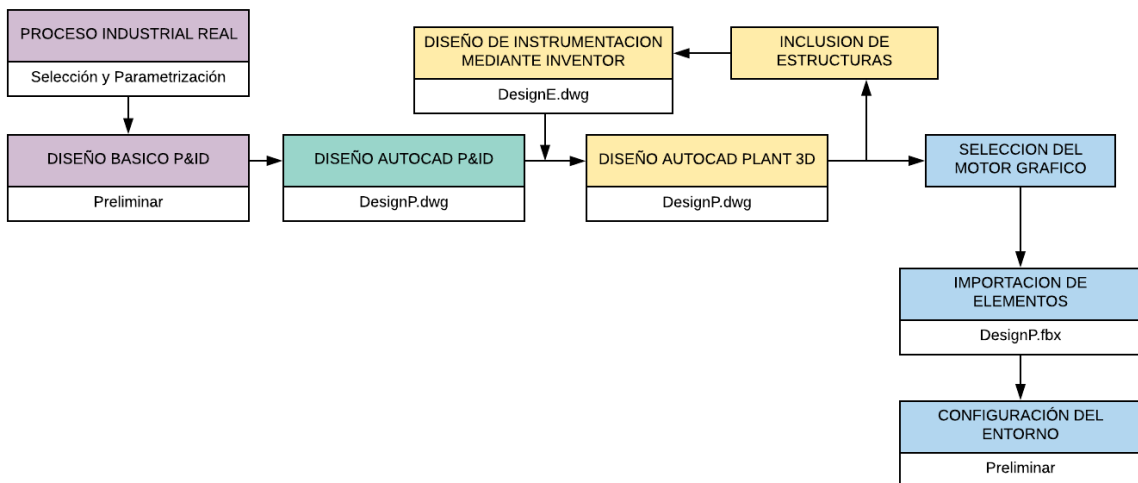 PROCESO INDUSTRIAL REAL
Selección y Parametrización
DISEÑO BASICO P&ID
Preliminar
DISEÑO AUTOCAD P&ID
DesignP.dwg
DISEÑO DE INSTRUMENTACION
MEDIANTE INVENTOR
DesignE.dwg
INCLUSION DE
ESTRUCTURAS
DISEÑO AUTOCAD PLANT 3D
DesignP.dwg
SELECCION DEL
MOTOR GRAFICO
IMPORTACION DE
ELEMENTOS
DesignP.fbx
CONFIGURACIÓN DEL
ENTORNO
Preliminar